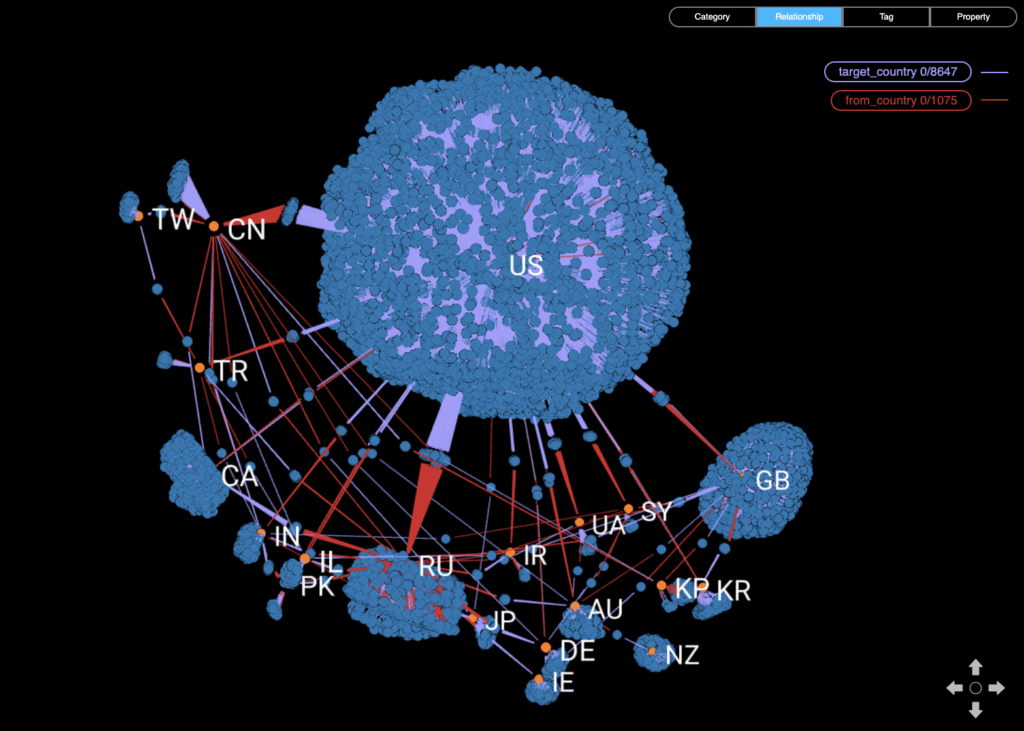 Category Relationship Tag Property
target_country 0/8647
from_country 0/1075
TW
CN
US
TR
CA
GB
SY
UA
IN
IR
IL
RU
PK
KP
KR
AU
JP
DE
NZ
IE